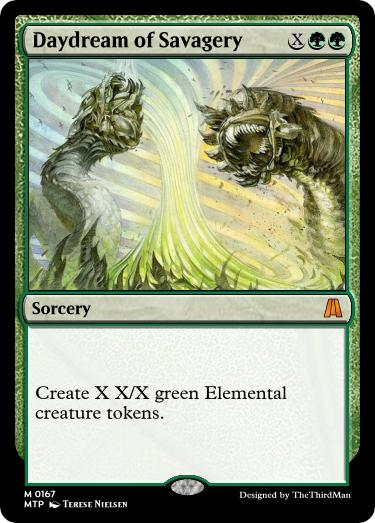 Daydream of Savagery X
Sorcery
Create X X/X green Elemental
creature tokens.
M 0167
MTP Terese Nielsen
Designed by TheThirdMan